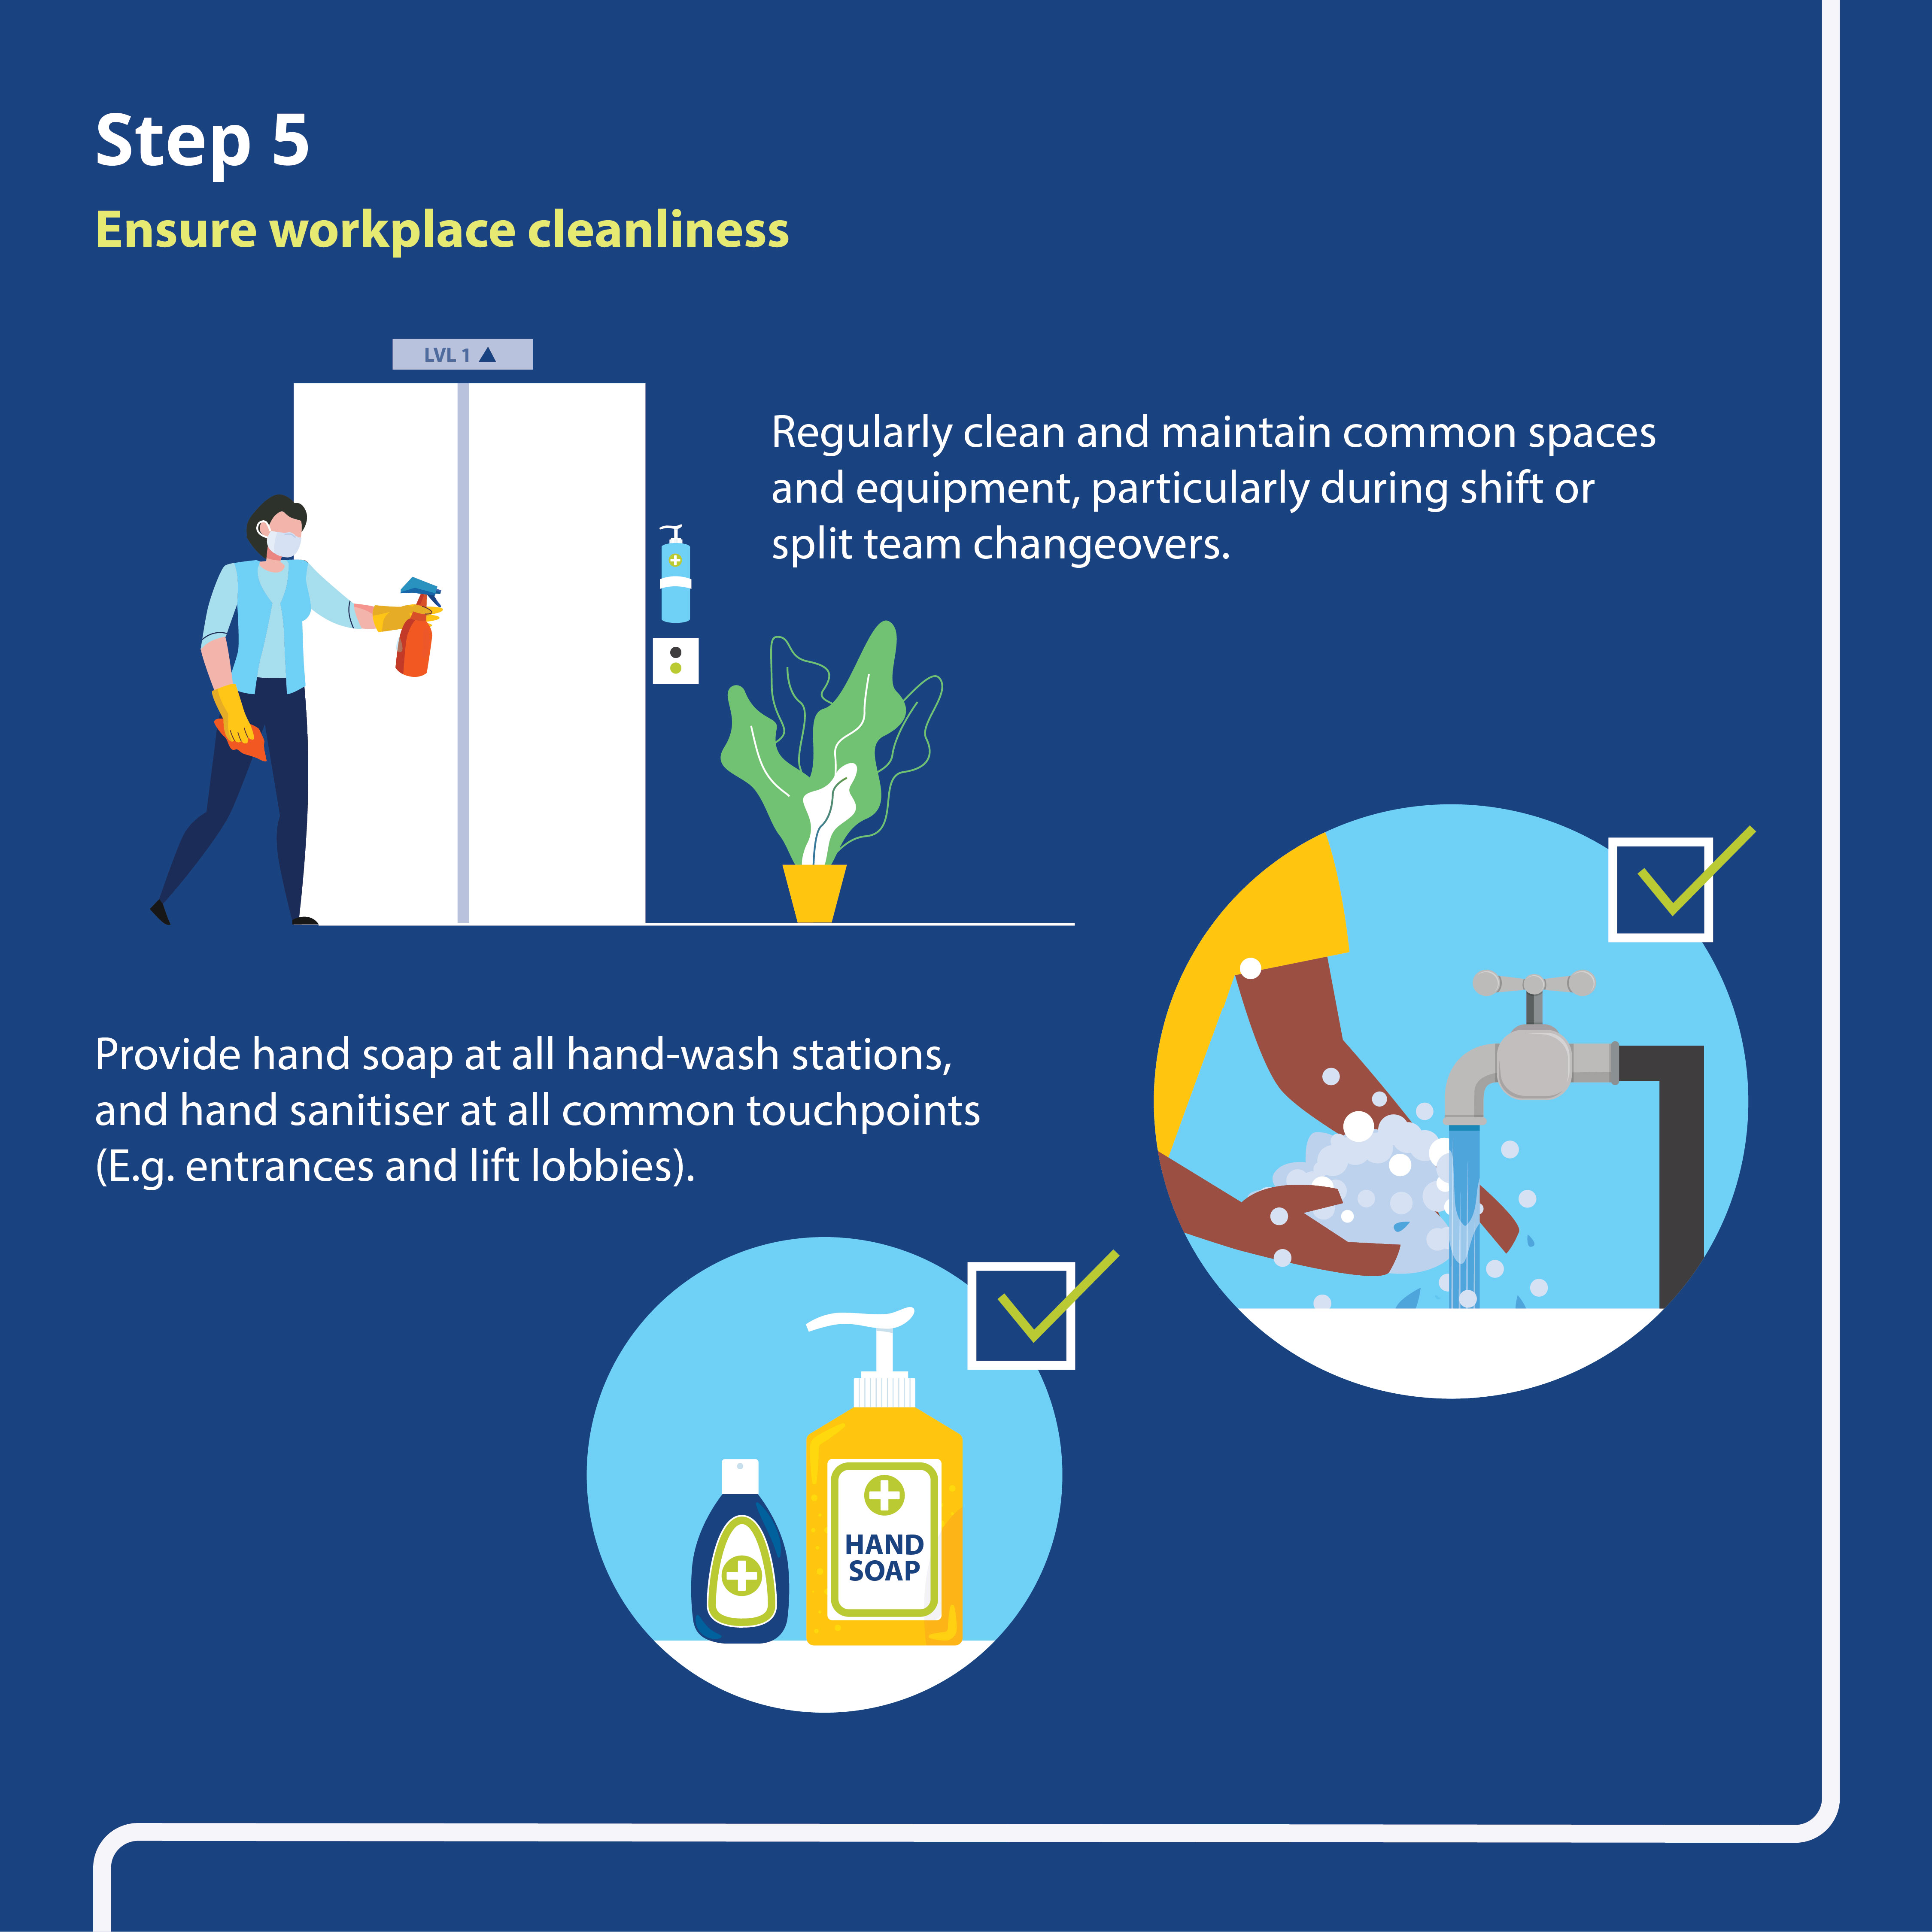 Step 5
Ensure workplace cleanliness
LVL 1
Regularly clean and maintain common spaces
and equipment, particularly during shift or
split team changeovers.
Provide hand soap at all hand-wash stations,
and hand sanitiser at all common touchpoints
(E.g. entrances and lift lobbies).
HAND
SOAP